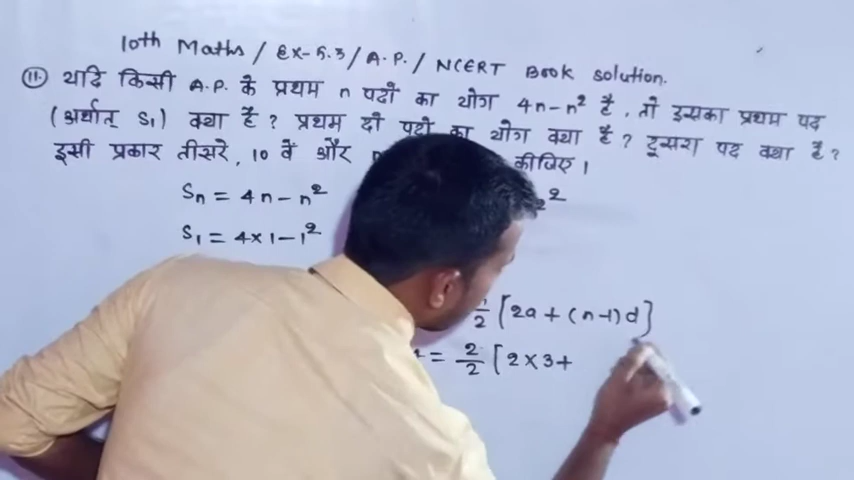 10th Maths / Ex-5.3 / A.P. / NCERT Book solution.
11. यदि किसी A.P. के प्रथम n पदों का योग 4n-n² है, तो इसका प्रथम पद
(अर्थात् S₁) क्या है? प्रथम दो पदों का योग क्या है? दूसरा पद क्या है?
इसी प्रकार तीसरे, 10 वें और कीजिए।
Sn = 4n-n²
2²
S₁ = 4×1-1²
/2 [2a+(n-1)d]
= 2/2 [2×3+